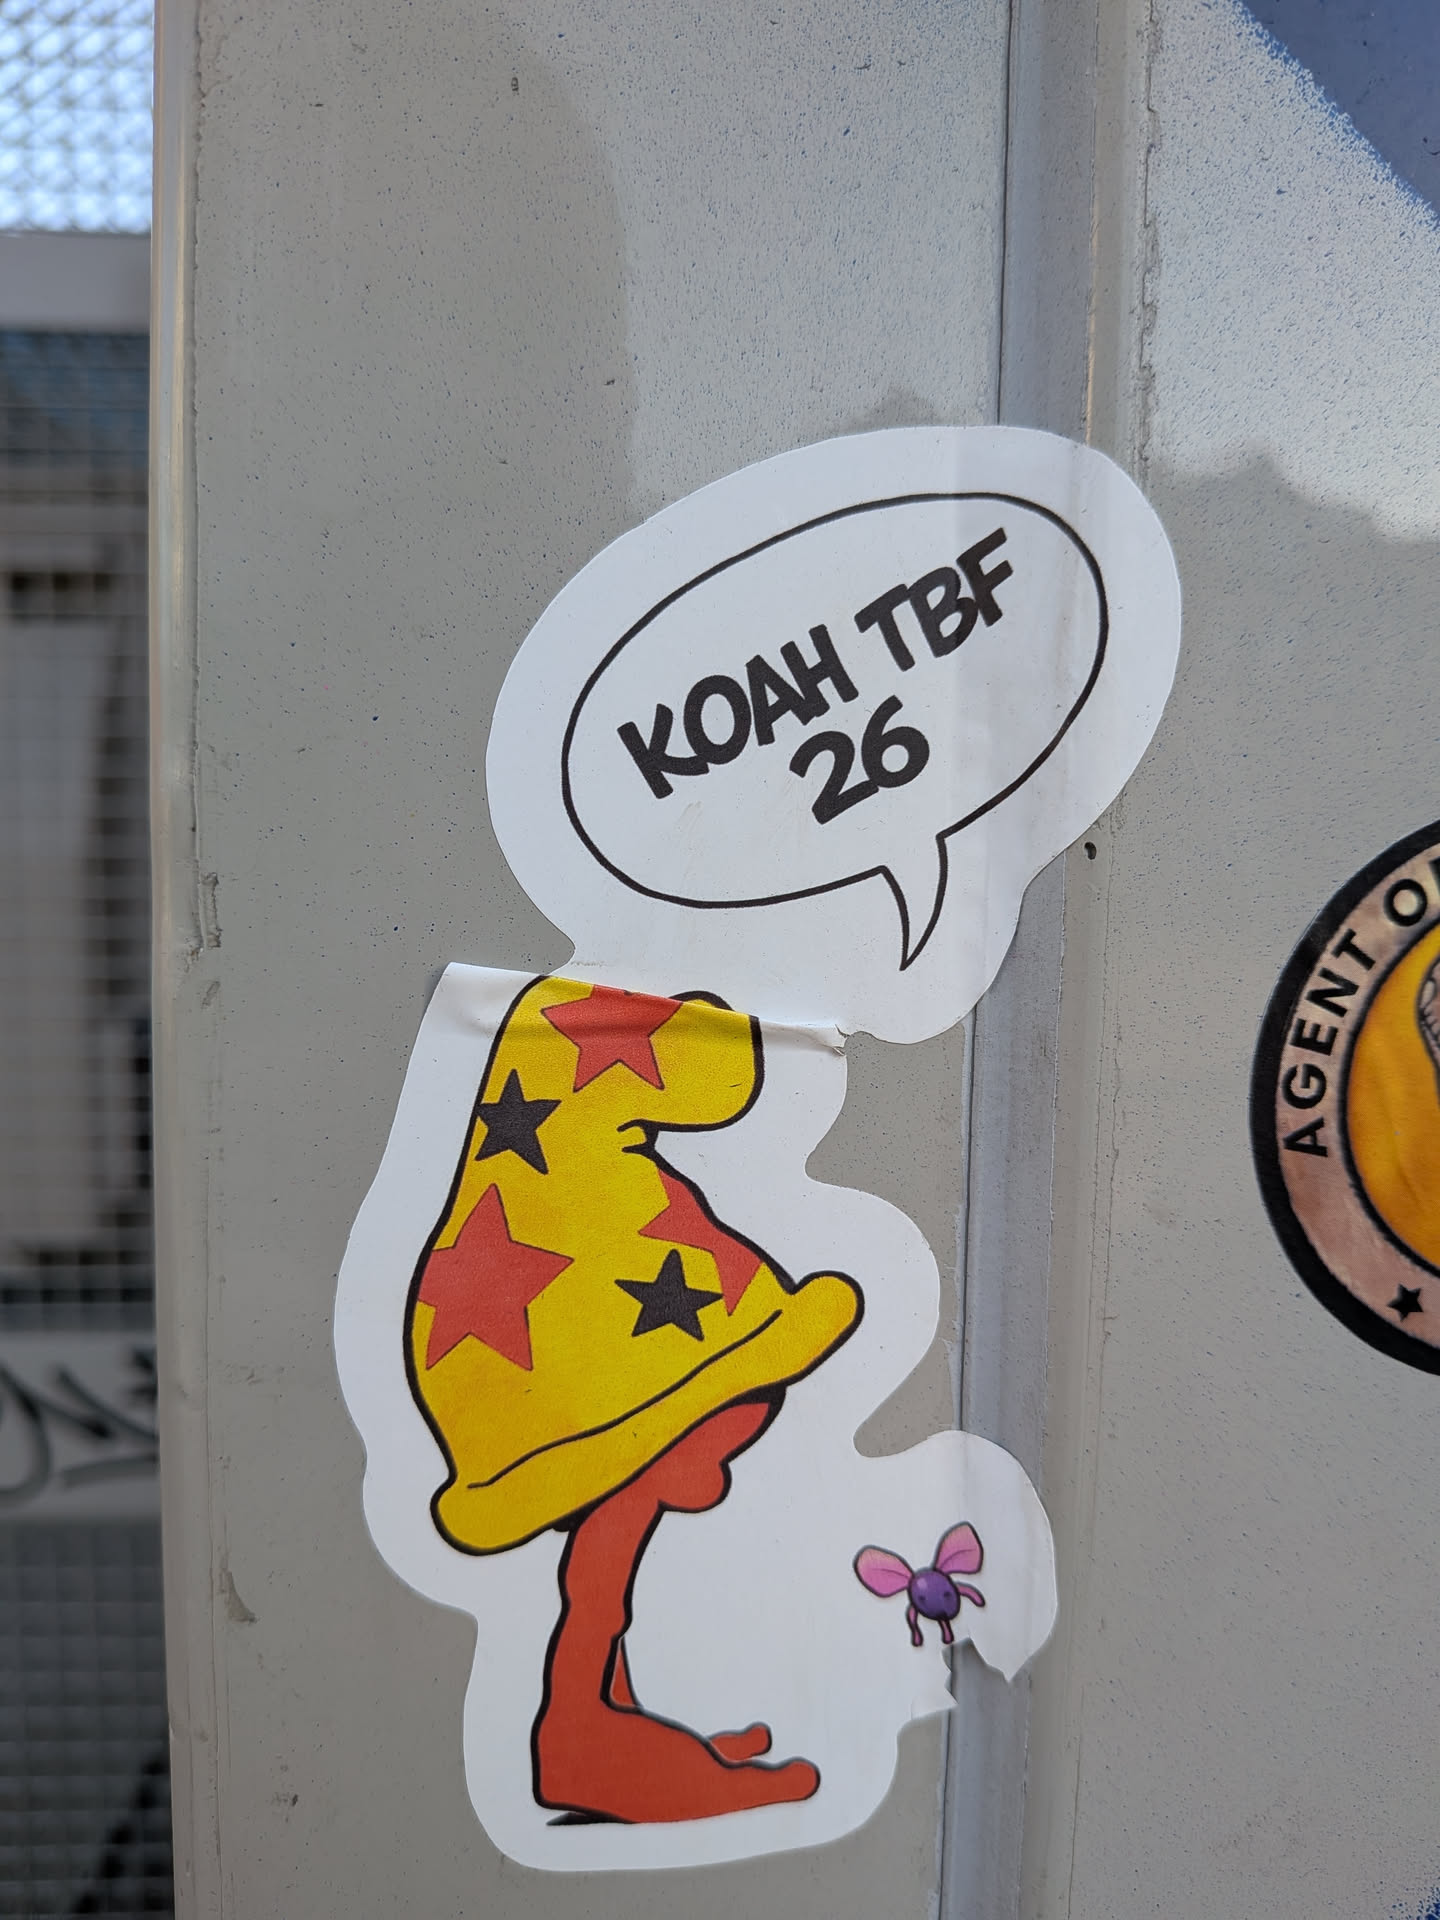 KOAH TBF
26
AGENT O